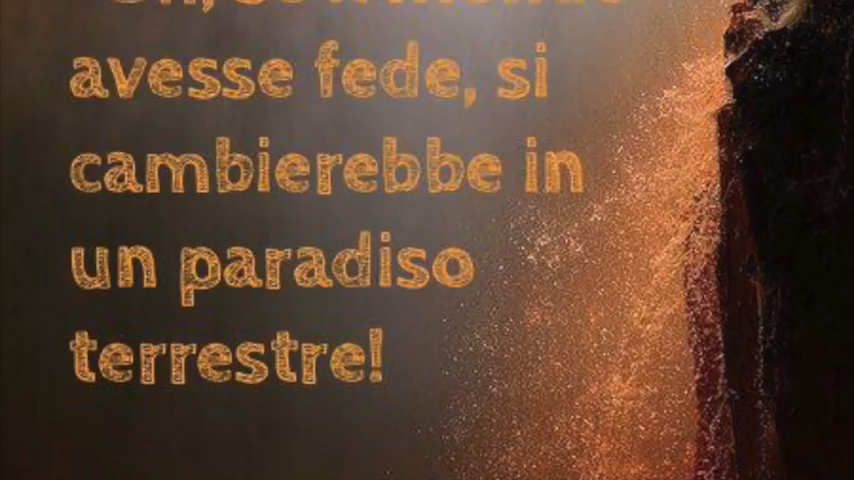 avesse fede, si
cambierebbe in
un paradiso
terrestre!